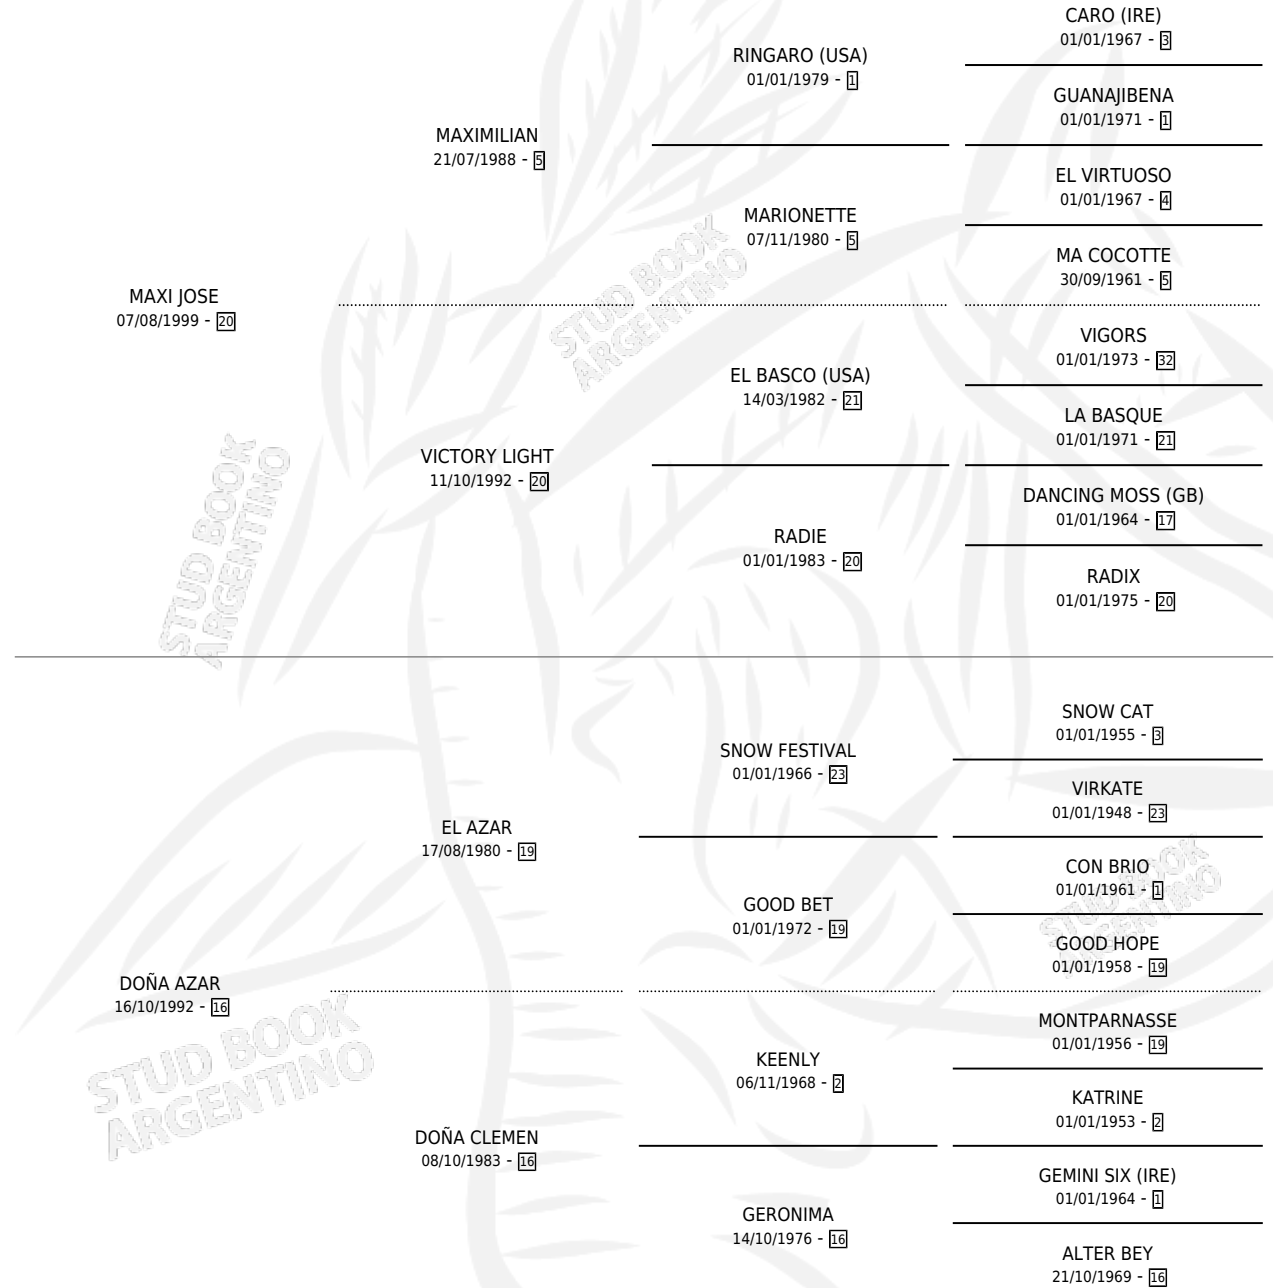 CARO (IRE)
01/01/1967 - 3
RINGARO (USA)
01/01/1979 - 1
GUANAJIBENA
01/01/1971 - 1
MAXIMILIAN
21/07/1988 - 5
EL VIRTUOSO
01/01/1967 - 4
MARIONETTE
07/11/1980 - 5
MA COCOTTE
30/09/1961 - 5
MAXI JOSE
07/08/1999 - 20
VIGORS
01/01/1973 - 32
EL BASCO (USA)
14/03/1982 - 21
LA BASQUE
01/01/1971 - 21
VICTORY LIGHT
11/10/1992 - 20
DANCING MOSS (GB)
01/01/1964 - 17
RADIE
01/01/1983 - 20
RADIX
01/01/1975 - 20
SNOW CAT
01/01/1955 - 3
SNOW FESTIVAL
01/01/1966 - 23
VIRKATE
01/01/1948 - 23
EL AZAR
17/08/1980 - 19
CON BRIO
01/01/1961 - 1
GOOD BET
01/01/1972 - 19
GOOD HOPE
01/01/1958 - 19
DOÑA AZAR
16/10/1992 - 16
MONTPARNASSE
01/01/1956 - 19
KEENLY
06/11/1968 - 2
KATRINE
01/01/1953 - 2
DOÑA CLEMEN
08/10/1983 - 16
GEMINI SIX (IRE)
01/01/1964 - 1
GERONIMA
14/10/1976 - 16
ALTER BEY
21/10/1969 - 16
STUD BOOK
ARGENTINO
STUD BOOK
ARGENTINO
STUD BOOK
ARGENTINO
STUD BOOK
ARGENTINO